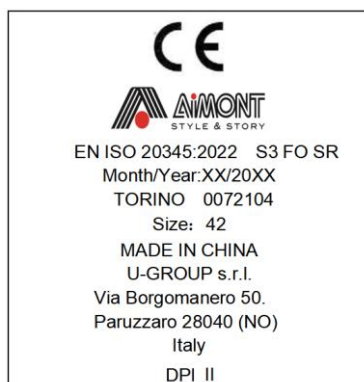 CE
AiMONT
STYLE & STORY
EN ISO 20345:2022 S3 FO SR
Month/Year:XX/20XX
TORINO 0072104
Size: 42
MADE IN CHINA
U-GROUP s.r.l.
Via Borgomanero 50.
Paruzzaro 28040 (NO)
Italy
DPI II